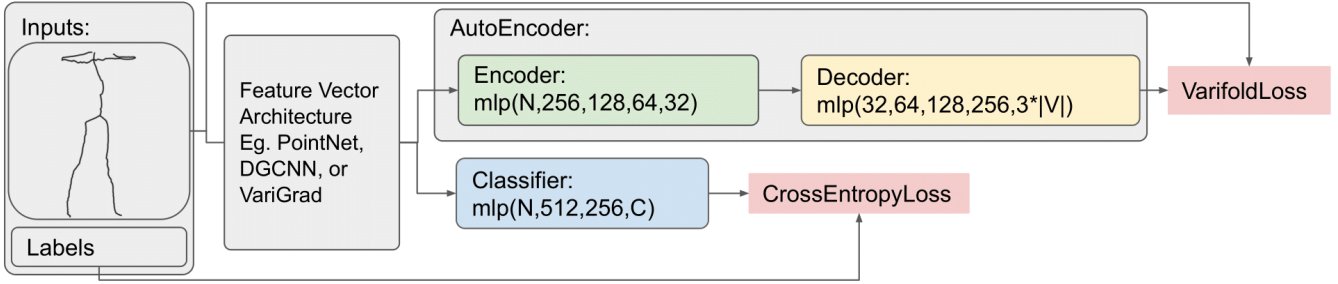 Inputs:
Labels
Feature Vector
Architecture
Eg. PointNet,
DGCNN, or
VariGrad
AutoEncoder:
Encoder:
mlp(N,256,128,64,32)
Decoder:
mlp(32,64,128,256,3*|V|)
VarifoldLoss
Classifier:
mlp(N,512,256,C)
CrossEntropyLoss